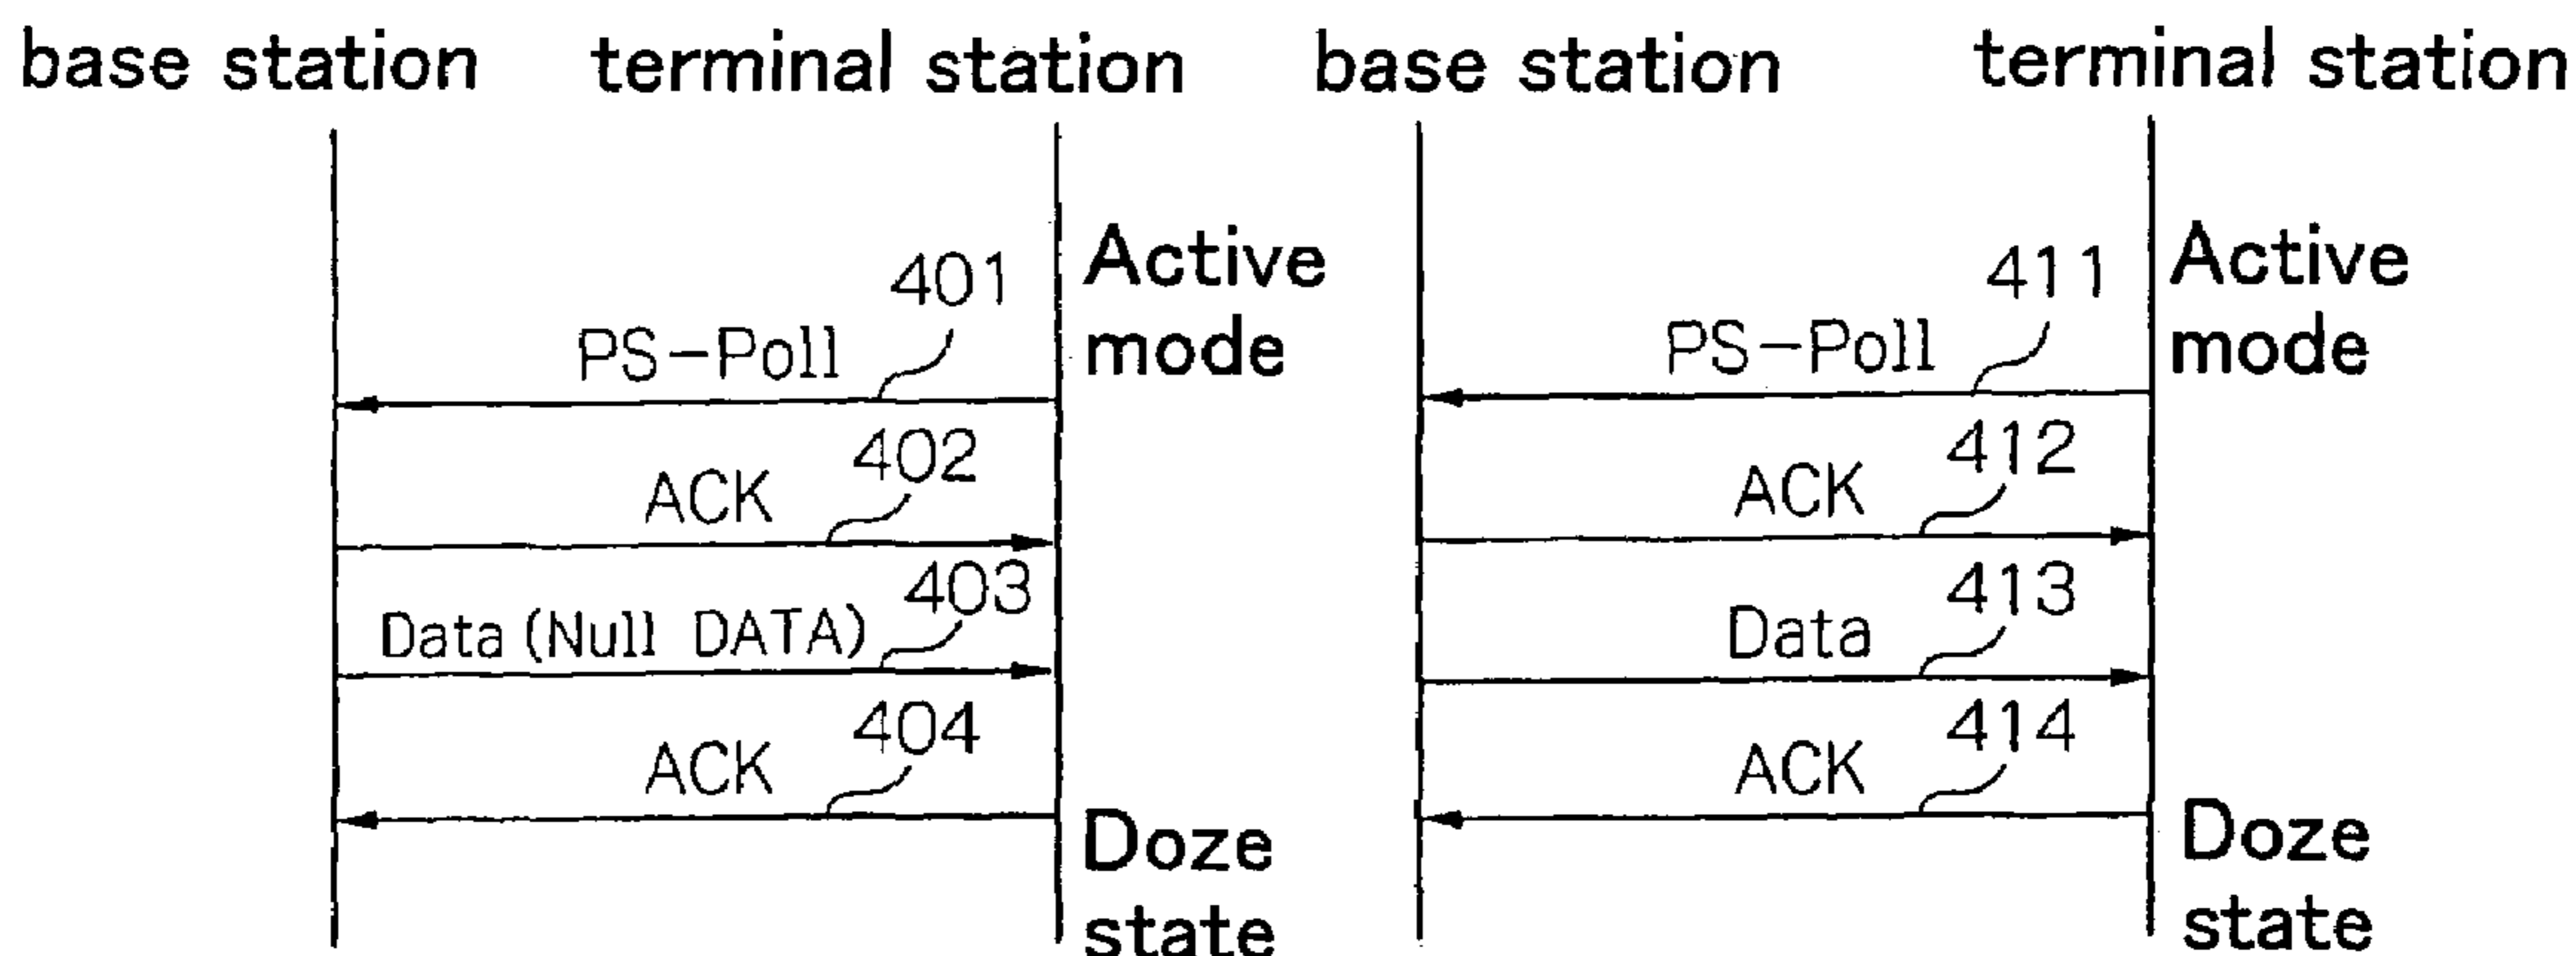 base station terminal station base station terminal station
Active mode
401
PS-Poll
402
ACK
403
Data (Null DATA)
404
ACK
Doze state
Active mode
411
PS-Poll
412
ACK
413
Data
414
ACK
Doze state